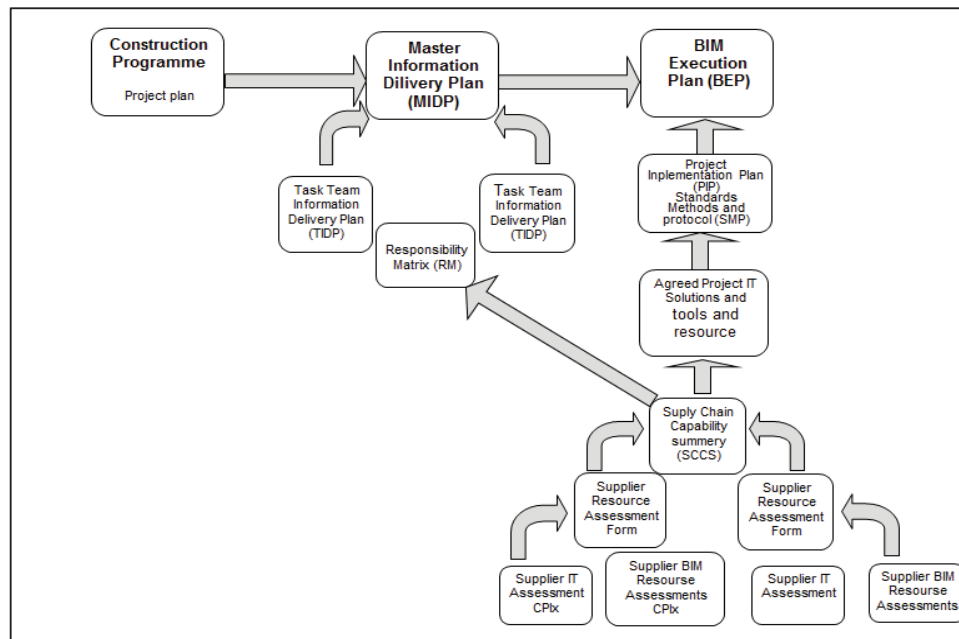 Construction
Programme
Project plan
Master
Information
Dilivery Plan
(MIDP)
BIM
Execution
Plan (BEP)
Task Team
Information
Delivery Plan
(TIDP)
Task Team
Information
Delivery Plan
(TIDP)
Responsibility
Matrix (RM)
Project
Inplementation Plan
(PIP)
Standards
Methods and
protocol (SMP)
Agreed Project IT
Solutions and
tools and
resource
Suply Chain
Capability
summery
(SCCS)
Supplier
Resource
Assessment
Form
Supplier
Resource
Assessment
Form
Supplier IT
Assessment
CPIx
Supplier BIM
Resourse
Assessments
CPIx
Supplier IT
Assessment
Supplier BIM
Resourse
Assessments